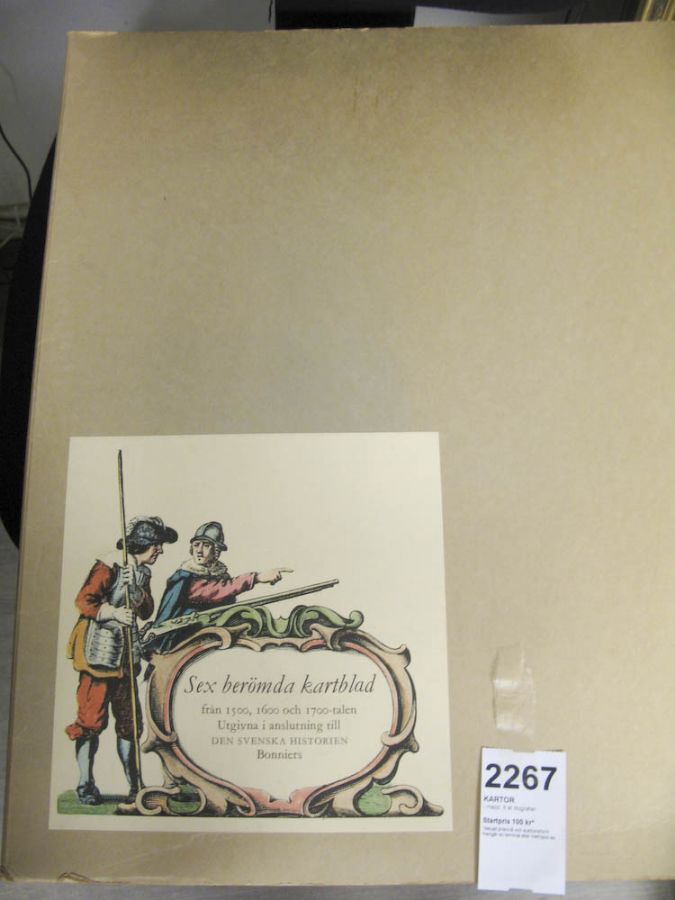 Sex berömda kartblad
från 1500, 1600 och 1700-talen
Utgivna i anslutning till
DEN SVENSKA HISTORIEN
Bonniers
2267
KARTOR
Startpris 100 kr*